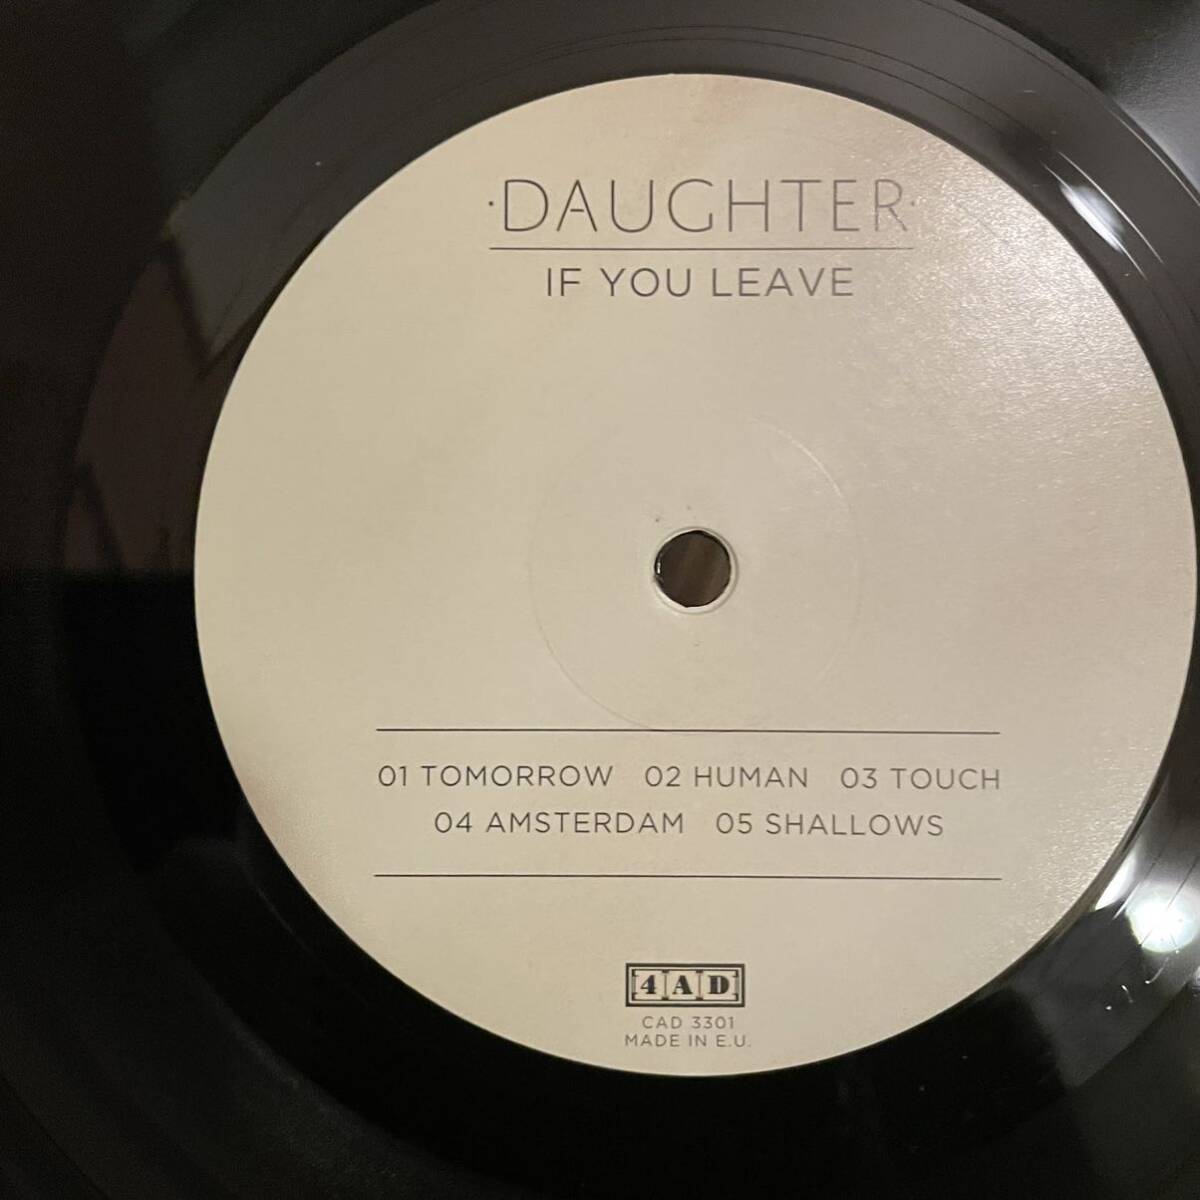 ·DAUGHTER·
IF YOU LEAVE
01 TOMORROW 02 HUMAN 03 TOUCH
04 AMSTERDAM 05 SHALLOWS
4AD
CAD 3301
MADE IN E.U.